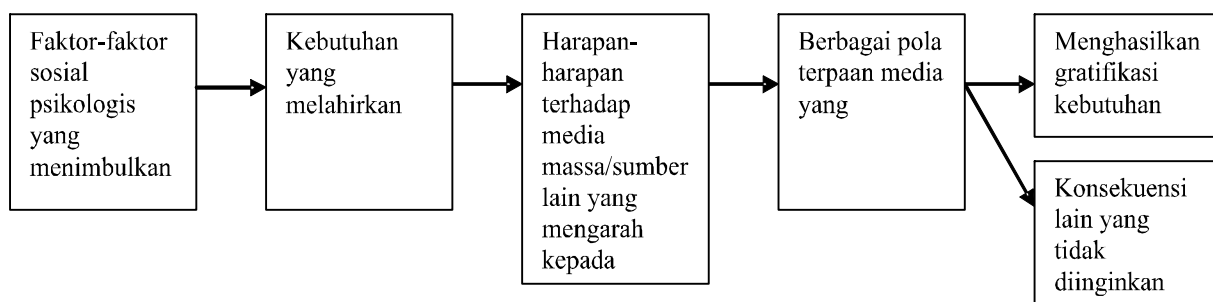 Faktor-faktor
sosial
psikologis
yang
menimbulkan
Kebutuhan
yang
melahirkan
Harapan-
harapan
terhadap
media
massa/sumber
lain yang
mengarah
kepada
Berbagai pola
terpaan media
yang
Menghasilkan
gratifikasi
kebutuhan
Konsekuensi
lain yang
tidak
diinginkan